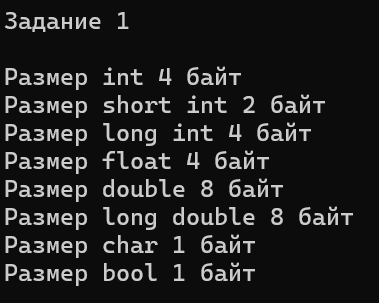 Задание 1
Размер int 4 байт
Размер short int 2 байт
Размер long int 4 байт
Размер float 4 байт
Размер double 8 байт
Размер long double 8 байт
Размер char 1 байт
Размер bool 1 байт